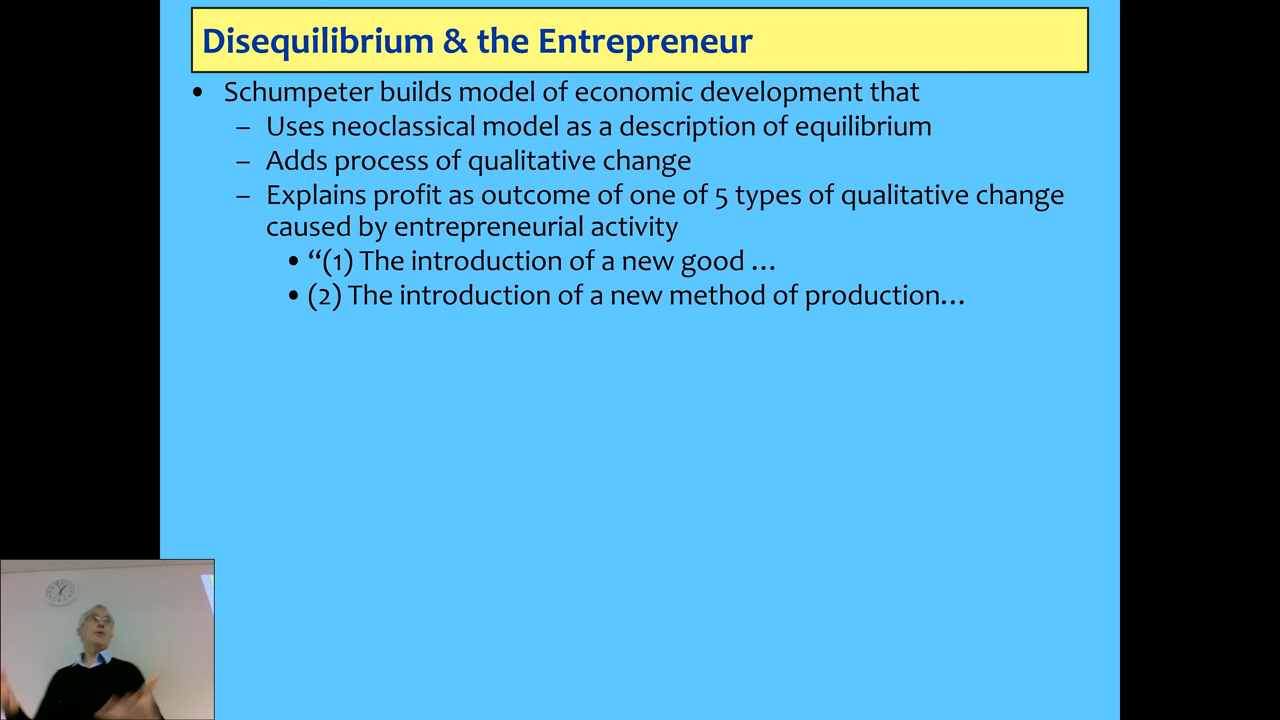 Disequilibrium & the Entrepreneur
• Schumpeter builds model of economic development that
– Uses neoclassical model as a description of equilibrium
– Adds process of qualitative change
– Explains profit as outcome of one of 5 types of qualitative change
caused by entrepreneurial activity
• “(1) The introduction of a new good …
• (2) The introduction of a new method of production…